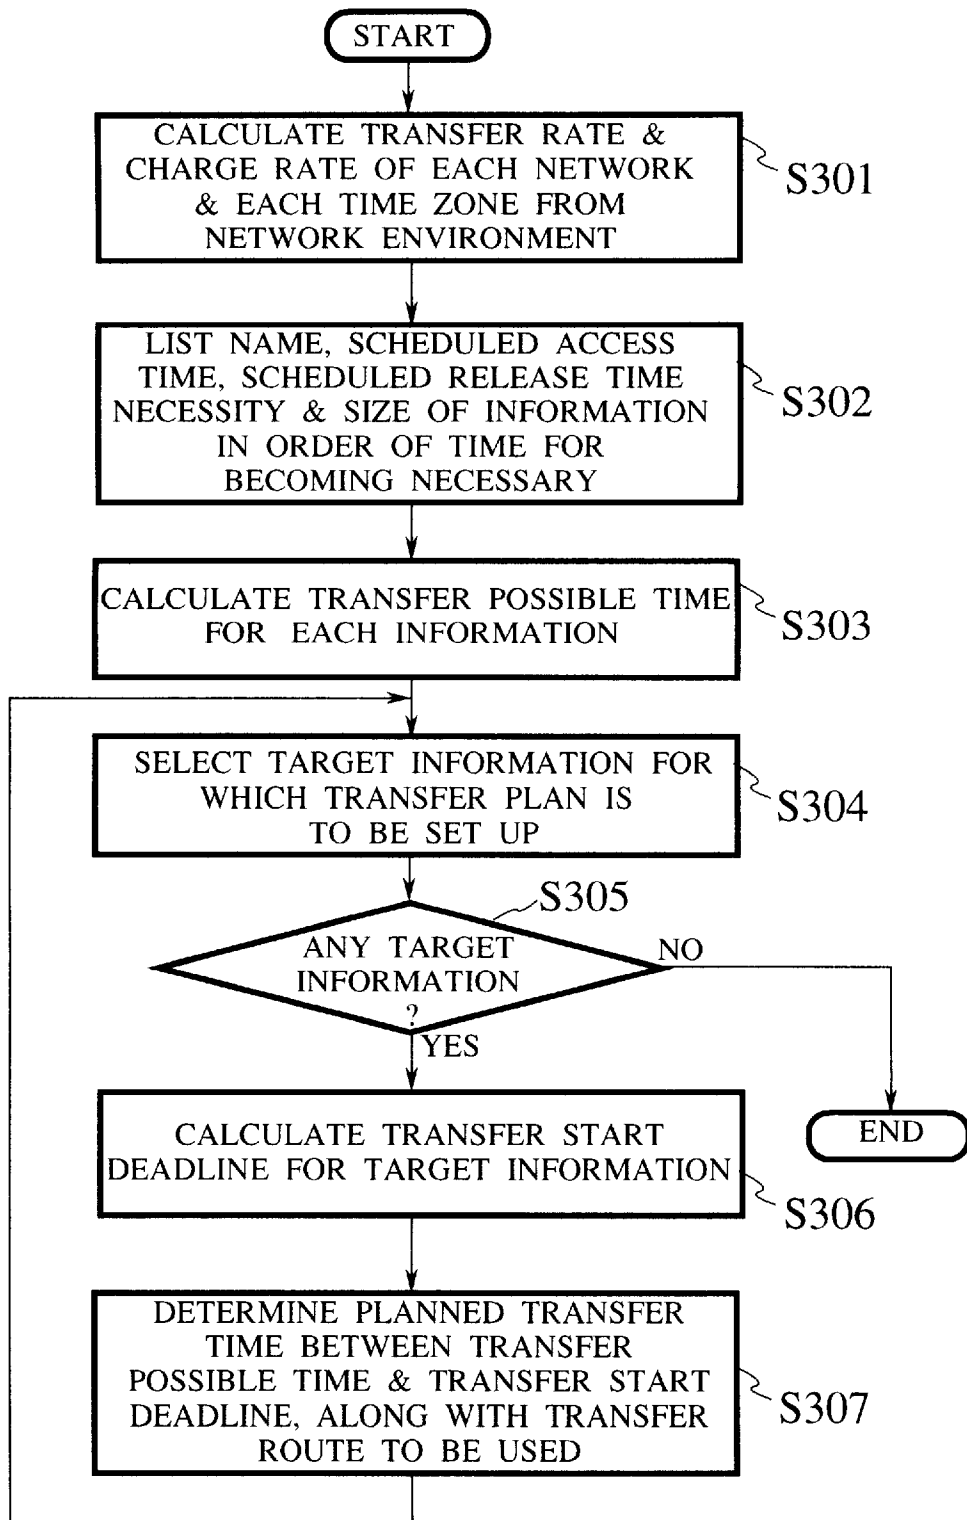 START
CALCULATE TRANSFER RATE &
CHARGE RATE OF EACH NETWORK
& EACH TIME ZONE FROM
NETWORK ENVIRONMENT
S301
LIST NAME, SCHEDULED ACCESS
TIME, SCHEDULED RELEASE TIME
NECESSITY & SIZE OF INFORMATION
IN ORDER OF TIME FOR
BECOMING NECESSARY
S302
CALCULATE TRANSFER POSSIBLE TIME
FOR EACH INFORMATION
S303
SELECT TARGET INFORMATION FOR
WHICH TRANSFER PLAN IS
TO BE SET UP
S304
S305
ANY TARGET
INFORMATION
?
NO
YES
END
CALCULATE TRANSFER START
DEADLINE FOR TARGET INFORMATION
S306
DETERMINE PLANNED TRANSFER
TIME BETWEEN TRANSFER
POSSIBLE TIME & TRANSFER START
DEADLINE, ALONG WITH TRANSFER
ROUTE TO BE USED
S307